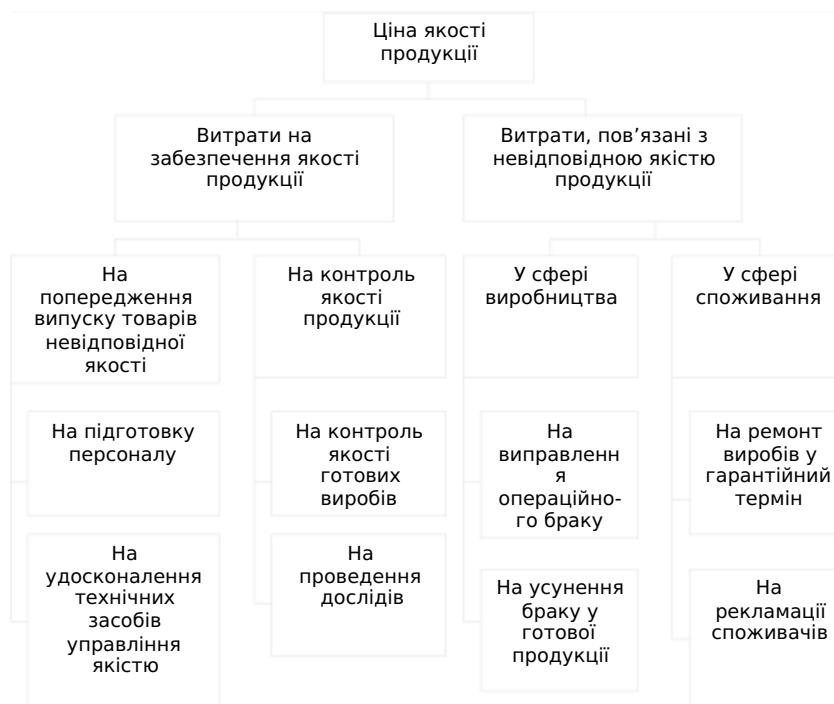 Ціна якості
продукції
Витрати на
забезпечення якості
продукції
Витрати, пов’язані з
невідповідною якістю
продукції
На
попередження
випуску товарів
невідповідної
якості
На контроль
якості
продукції
У сфері
виробництва
У сфері
споживання
На підготовку
персоналу
На контроль
якості
готових
виробів
На
виправленн
я
операційно-
го браку
На ремонт
виробів у
гарантійний
термін
На
удосконалення
технічних
засобів
управління
якістю
На
проведення
дослідів
На усунення
браку у
готової
продукції
На
рекламації
споживачів